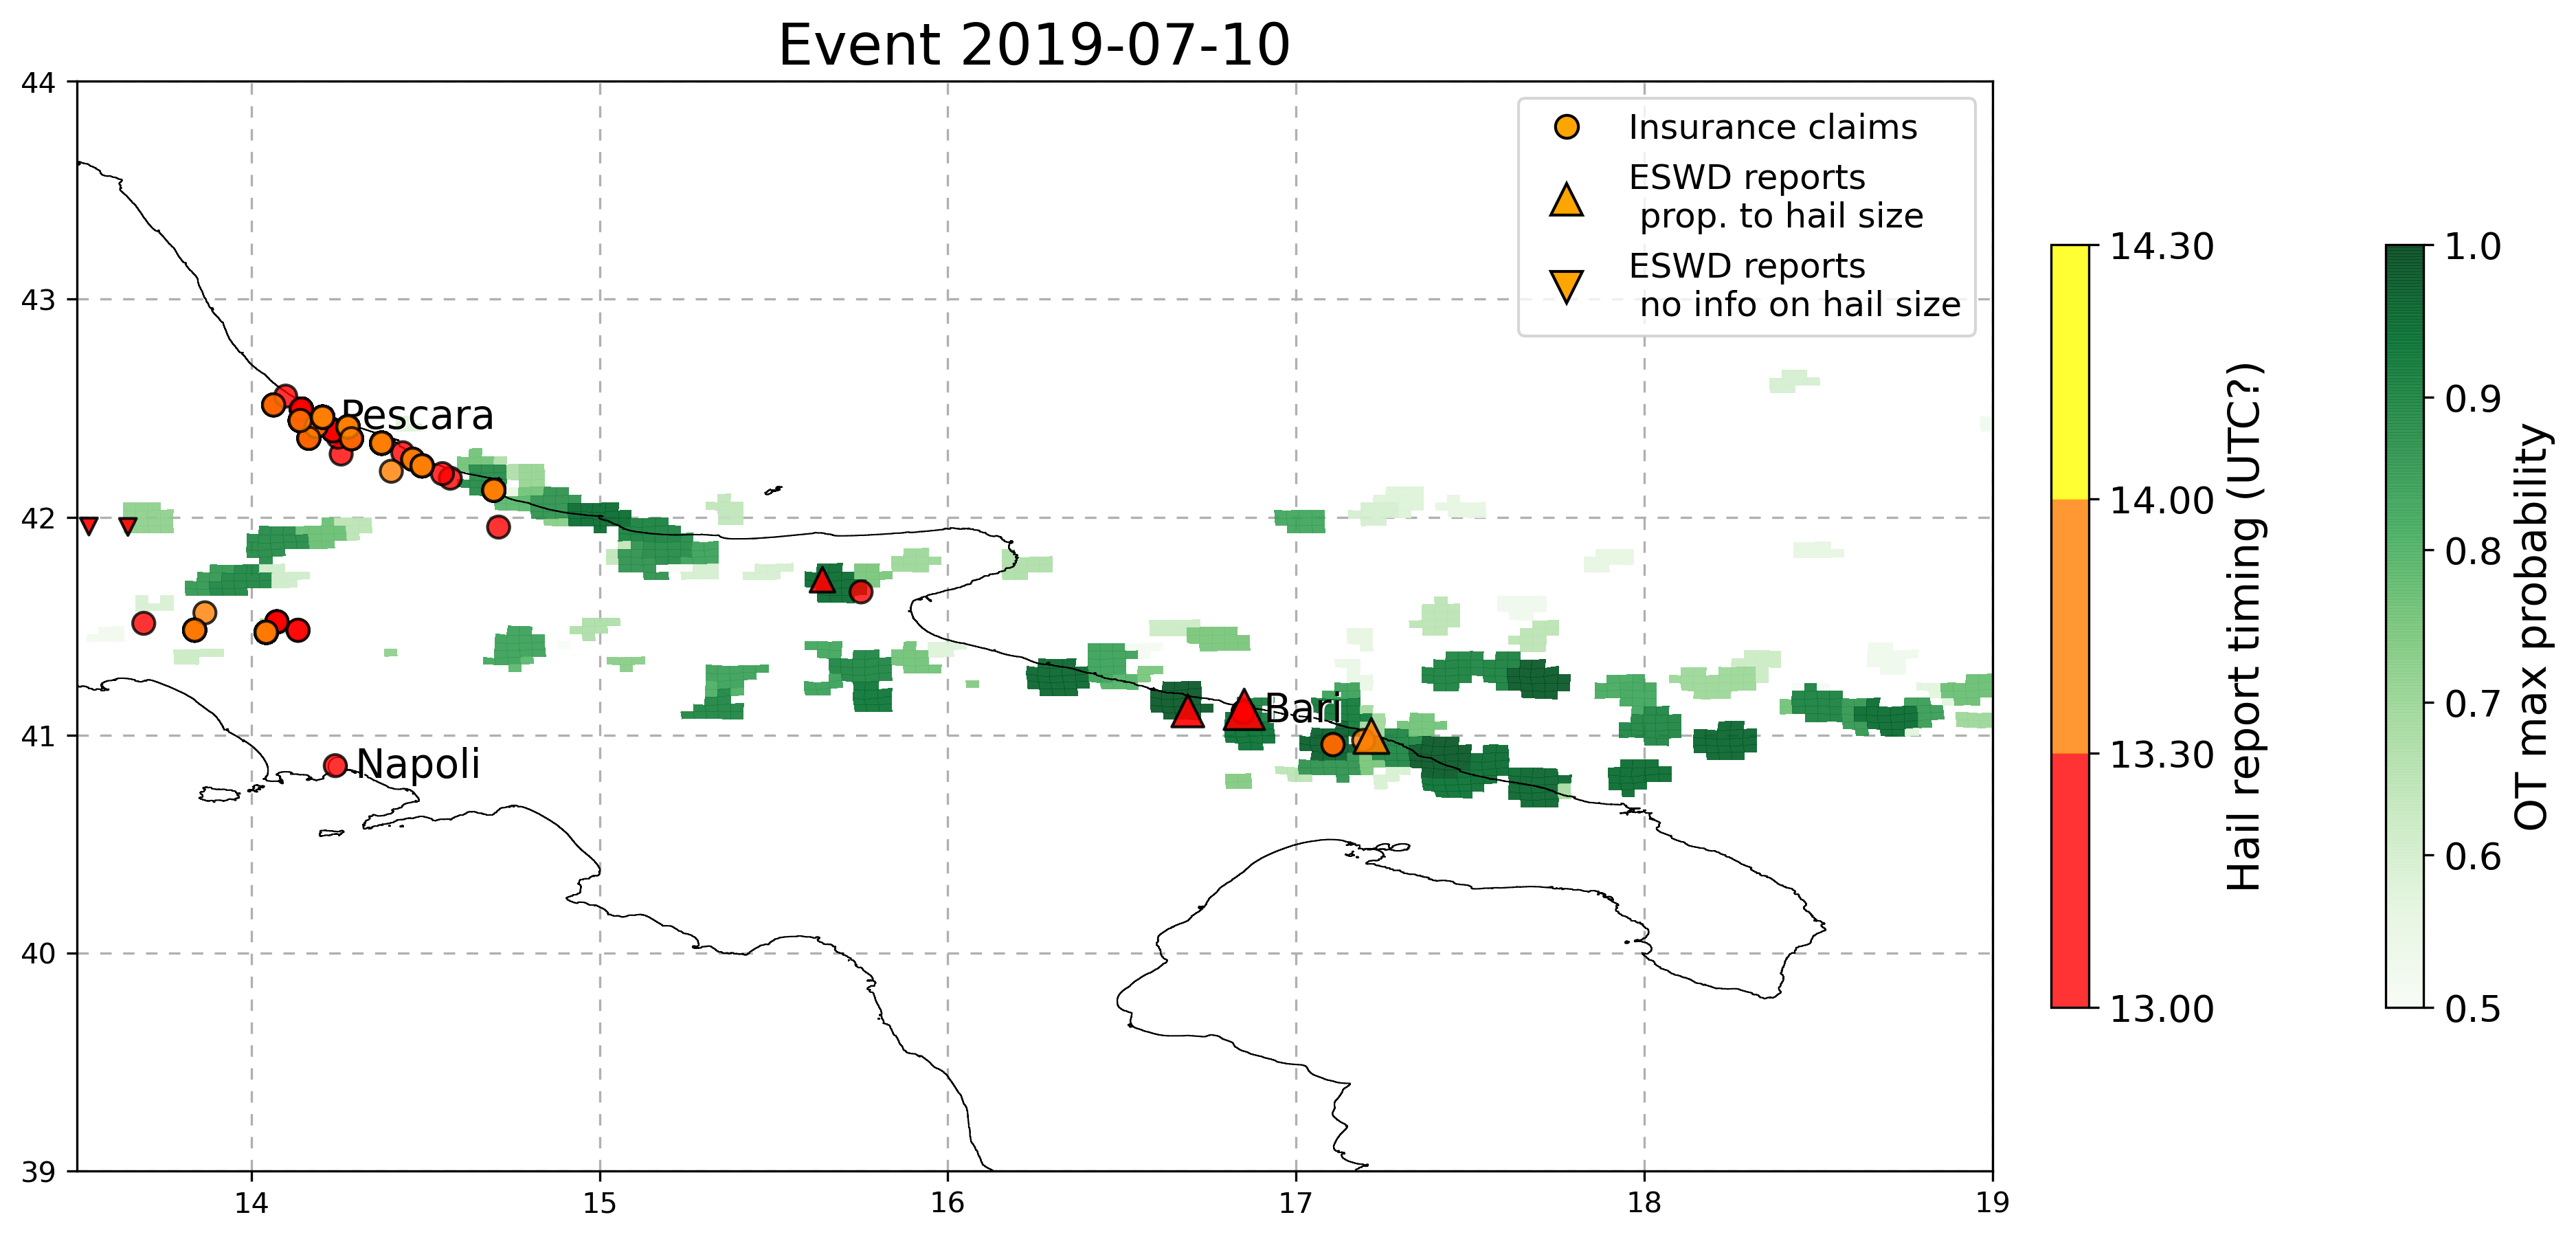 Event 2019-07-10
44
43
42
41
40
39
14
15
16
17
18
19
Insurance claims
ESWD reports
prop. to hail size
ESWD reports
no info on hail size
Pescara
Bari
Napoli
14.30
14.00
13.30
13.00
Hail report timing (UTC?)
1.0
0.9
0.8
0.7
0.6
0.5
OT max probability